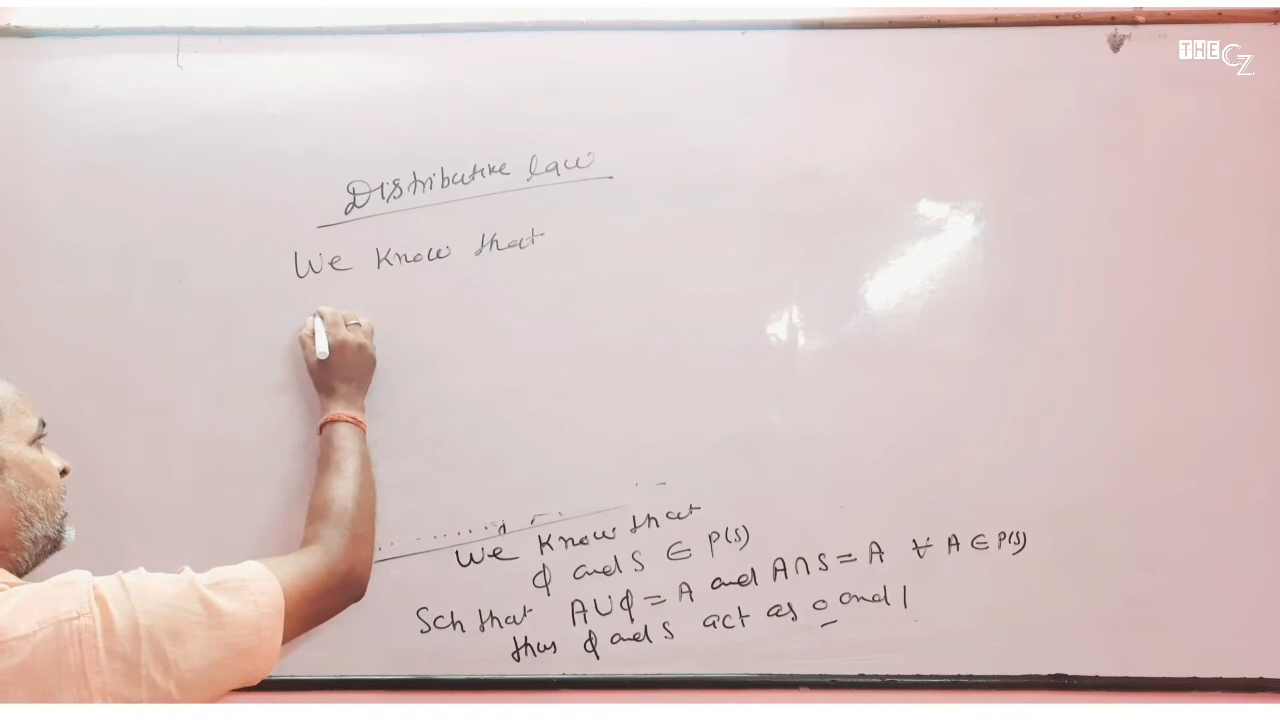 THE CZ
Distributive law
We know that
We know that
ϕ and S ∈ P(S)
Sch that A∪ϕ = A and A∩S = A ∀ A ∈ P(S)
thus ϕ and S act as 0 and 1